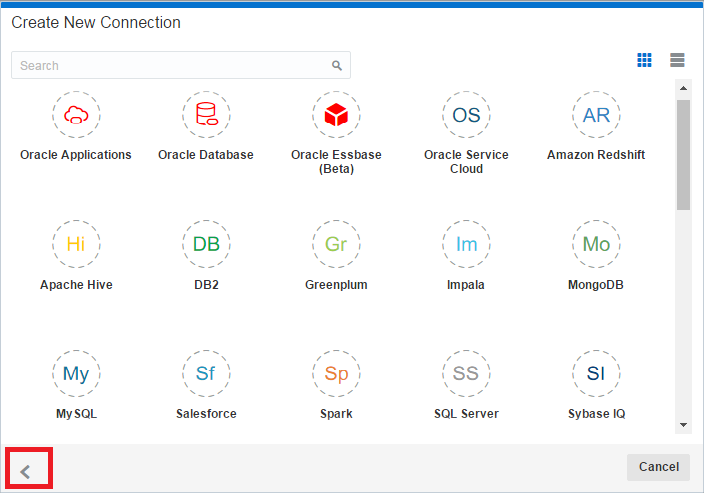 Create New Connection
Search
OS
AR
Oracle Applications
Oracle Database
Oracle Essbase
(Beta)
Oracle Service
Cloud
Amazon Redshift
Hi
DB
Gr
Im
Mo
Apache Hive
DB2
Greenplum
Impala
MongoDB
My
Sf
Sp
SS
SI
MySQL
Salesforce
Spark
SQL Server
Sybase IQ
Cancel